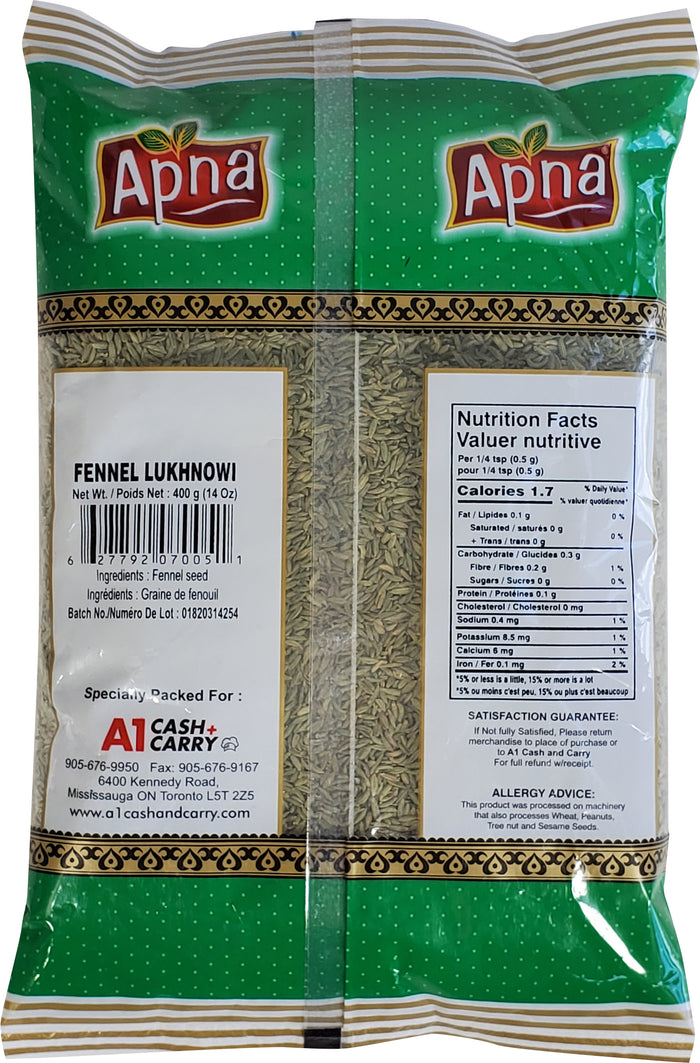 Apna
Apna
FENNEL LUKHNOWI
Net Wt. / Poids Net : 400 g (14 Oz)
6 27792 07005 1
Ingredients : Fennel seed
Ingrédients : Graine de fenouil
Batch No./Numéro De Lot : 01820314254
Specially Packed For :
A1 CASH+
CARRY
905-676-9950 Fax: 905-676-9167
6400 Kennedy Road,
Mississauga ON Toronto L5T 2Z5
www.a1cashandcarry.com
Nutrition Facts
Valuer nutritive
Per 1/4 tsp (0.5 g)
pour 1/4 tsp (0.5 g)
Calories 1.7
% Daily Value*
% valuer quotidienne*
Fat / Lipides 0.1 g 0 %
Saturated / saturés 0 g
+ Trans / trans 0 g 0 %
Carbohydrate / Glucides 0.3 g
Fibre / Fibres 0.2 g 1 %
Sugars / Sucres 0 g 0 %
Protein / Protéines 0.1 g
Cholesterol / Cholesterol 0 mg
Sodium 0.4 mg 1 %
Potassium 8.5 mg 1 %
Calcium 6 mg 1 %
Iron / Fer 0.1 mg 2 %
*5% or less is a little, 15% or more is a lot
*5% ou moins c'est peu, 15% ou plus c'est beaucoup
SATISFACTION GUARANTEE:
If Not fully Satisfied, Please return
merchandise to place of purchase or
to A1 Cash and Carry
For full refund w/receipt.
ALLERGY ADVICE:
This product was processed on machinery
that also processes Wheat, Peanuts,
Tree nut and Sesame Seeds.